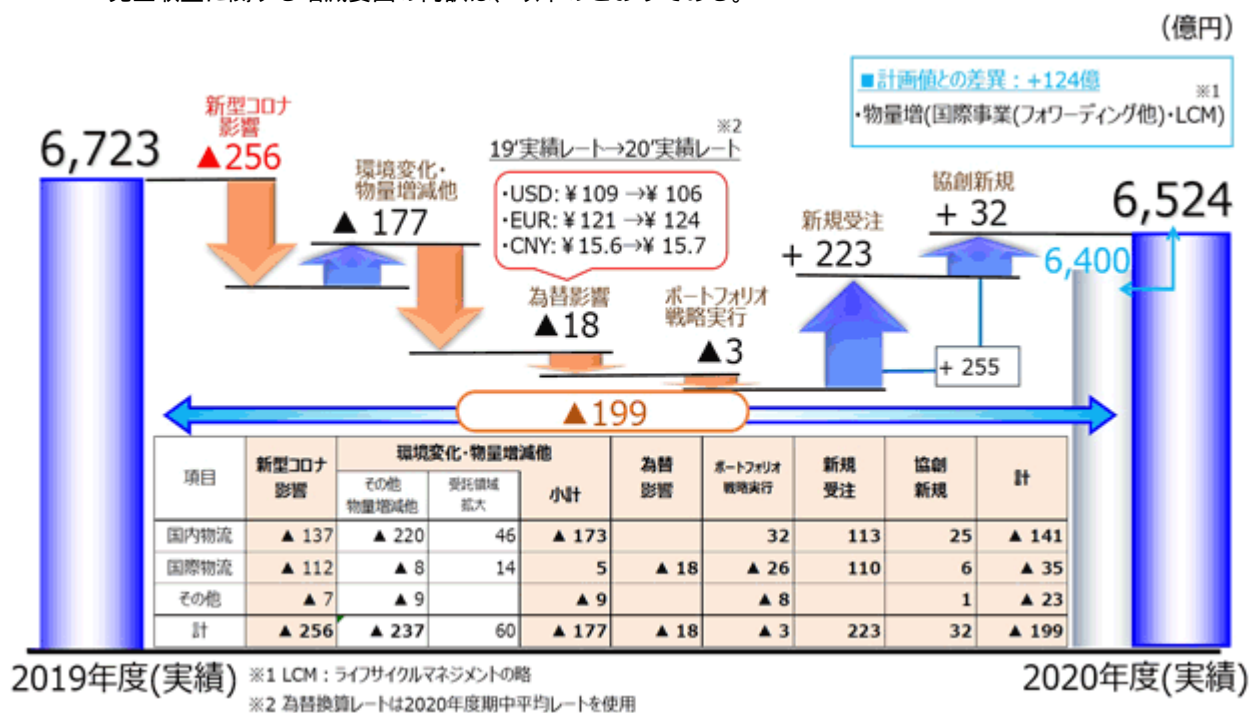 (億円)
■計画値との差異：+124億
※1
・物量増(国際事業(フォワーディング他)・LCM)
新型コロナ
影響
▲256
6,723
環境変化・
物量増減他
▲ 177
※2
19'実績レート→20'実績レート
・USD: ¥ 109 →¥ 106
・EUR: ¥ 121 →¥ 124
・CNY: ¥ 15.6→¥ 15.7
為替影響
▲18
ポートフォリオ
戦略実行
▲3
新規受注
+ 223
協創新規
+ 32
+ 255
6,400
6,524
▲199
項目 新型コロナ影響 環境変化・物量増減他 為替影響 ポートフォリオ戦略実行 新規受注 協創新規 計
その他物量増減他 受託領域拡大 小計
国内物流 ▲ 137 ▲ 220 46 ▲ 173 32 113 25 ▲ 141
国際物流 ▲ 112 ▲ 8 14 5 ▲ 18 ▲ 26 110 6 ▲ 35
その他 ▲ 7 ▲ 9 ▲ 9 ▲ 8 1 ▲ 23
計 ▲ 256 ▲ 237 60 ▲ 177 ▲ 18 ▲ 3 223 32 ▲ 199
2019年度(実績)
2020年度(実績)
※1 LCM：ライフサイクルマネジメントの略
※2 為替換算レートは2020年度期中平均レートを使用